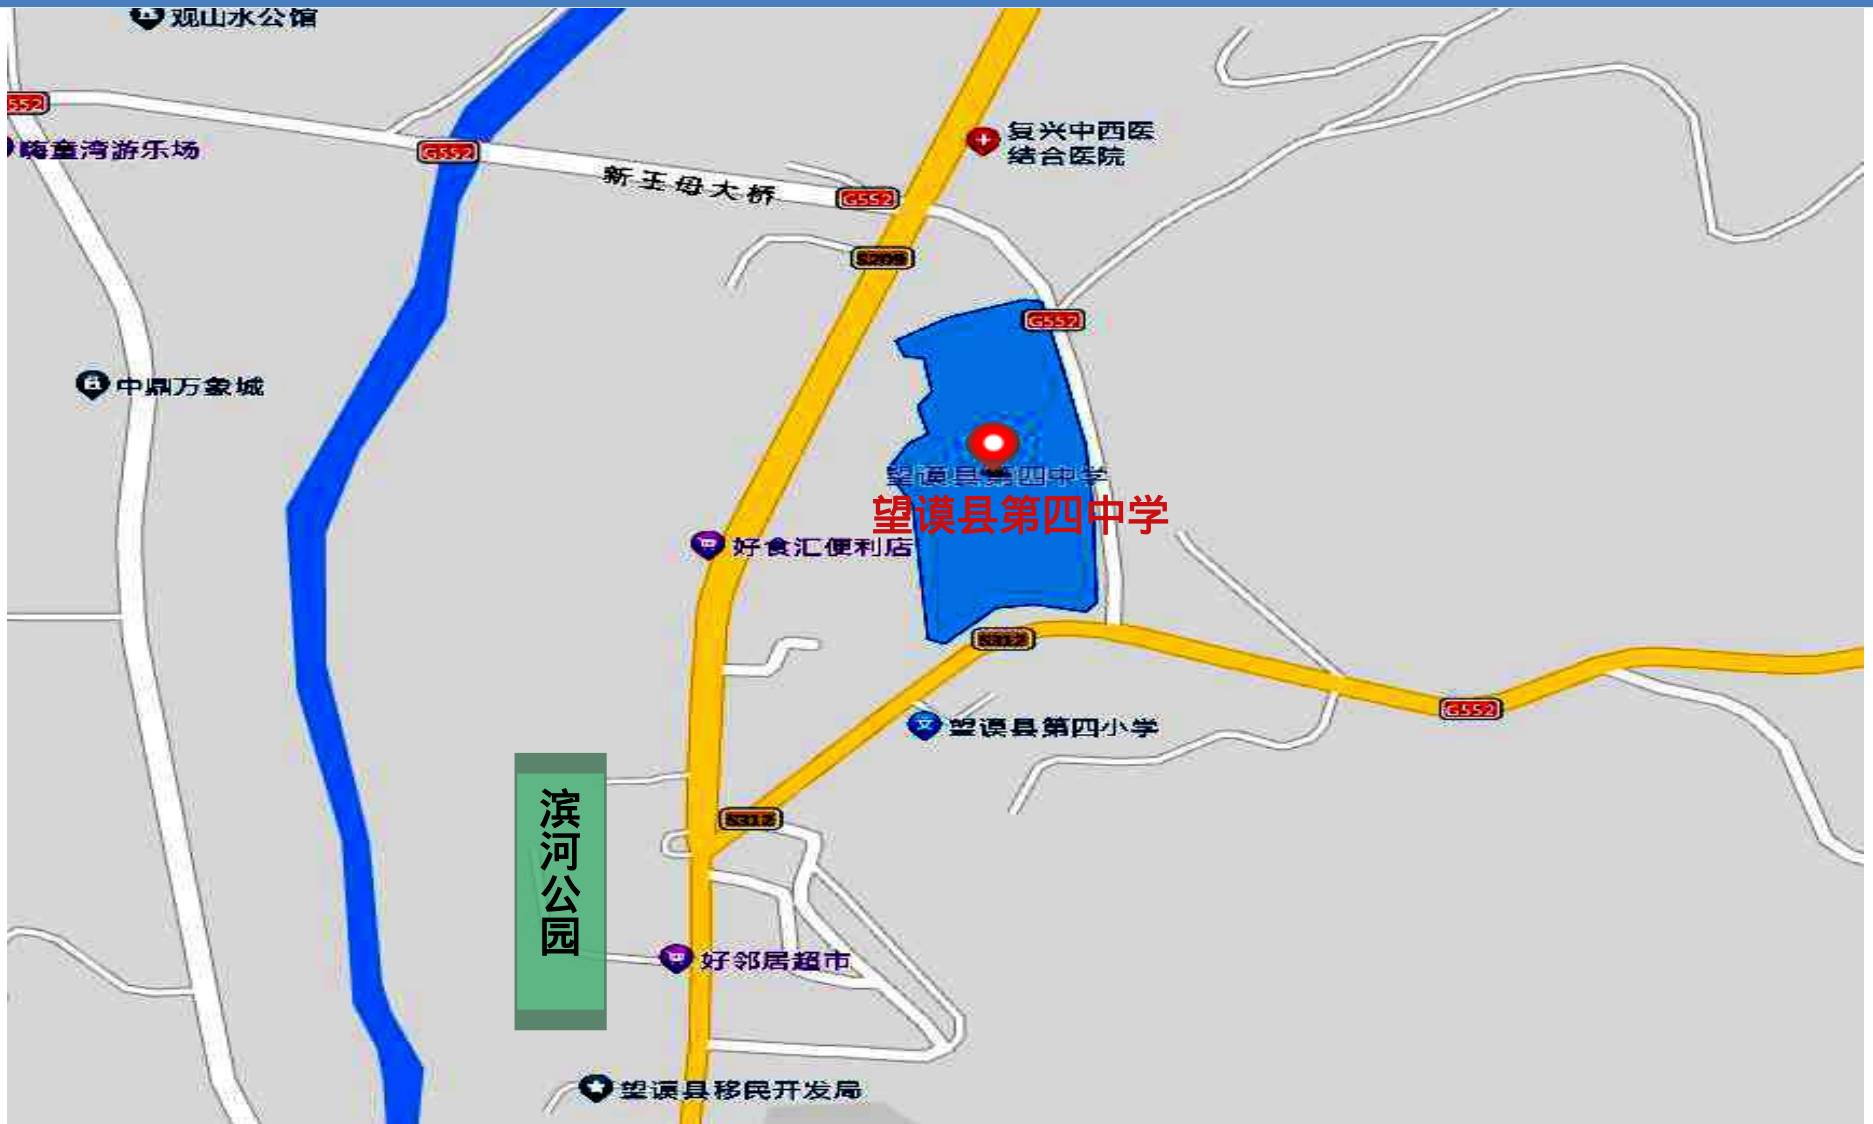 观山水公馆
G552
嗨童湾游乐场
G552
新王母大桥
G552
复兴中西医
结合医院
S209
G552
中鼎万象城
望谟县第四中学
望谟县第四中学
好食汇便利店
S312
G552
望谟县第四小学
滨河公园
S312
好邻居超市
望谟县移民开发局